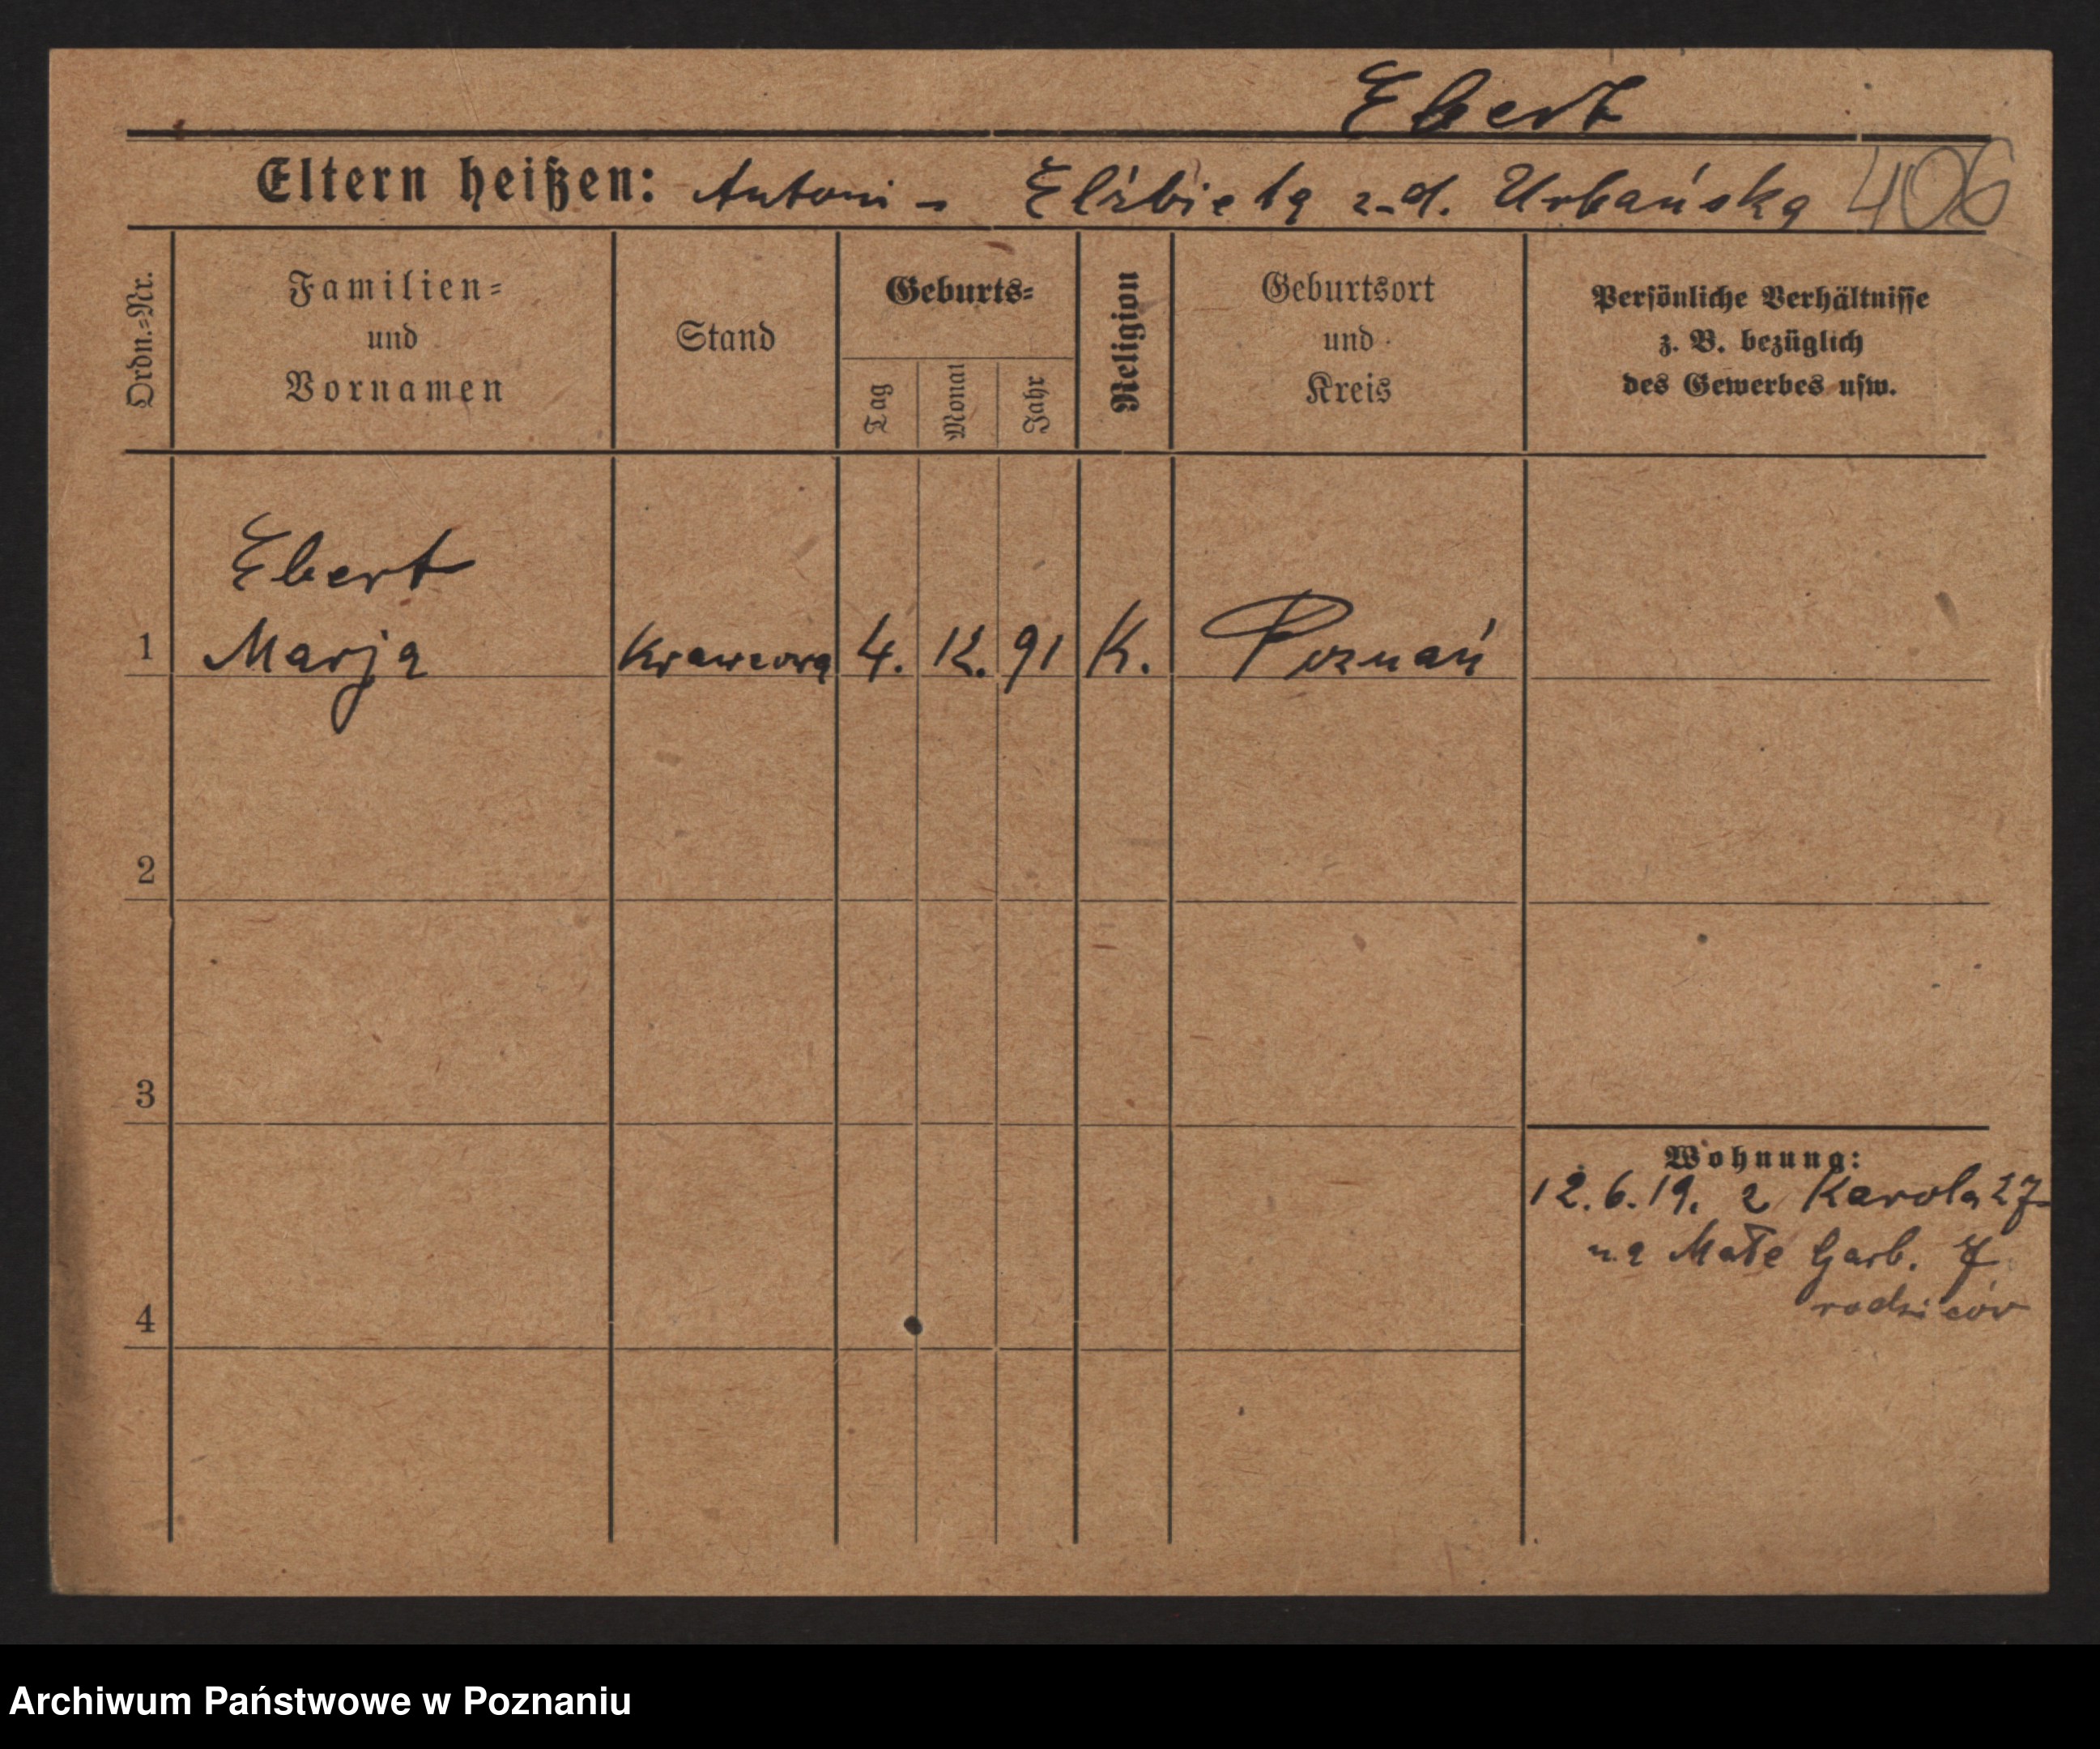 Ebert
Eltern heißen: Antoni - Elżbieta z d. Urbańska 406
Ordn.=Nr.
Familien=
und
Vornamen
Stand
Geburts=
Tag
Monat
Jahr
Religion
Geburtsort
und
Kreis
Persönliche Verhältnisse
z. B. bezüglich
des Gewerbes usw.
Ebert
1 Marja Krawcowa 4. 12. 91 K. Poznań
2
3
4
Wohnung:
12.6.19. z Karola 27
na Małe Garb. 7
rodziców
Archiwum Państwowe w Poznaniu